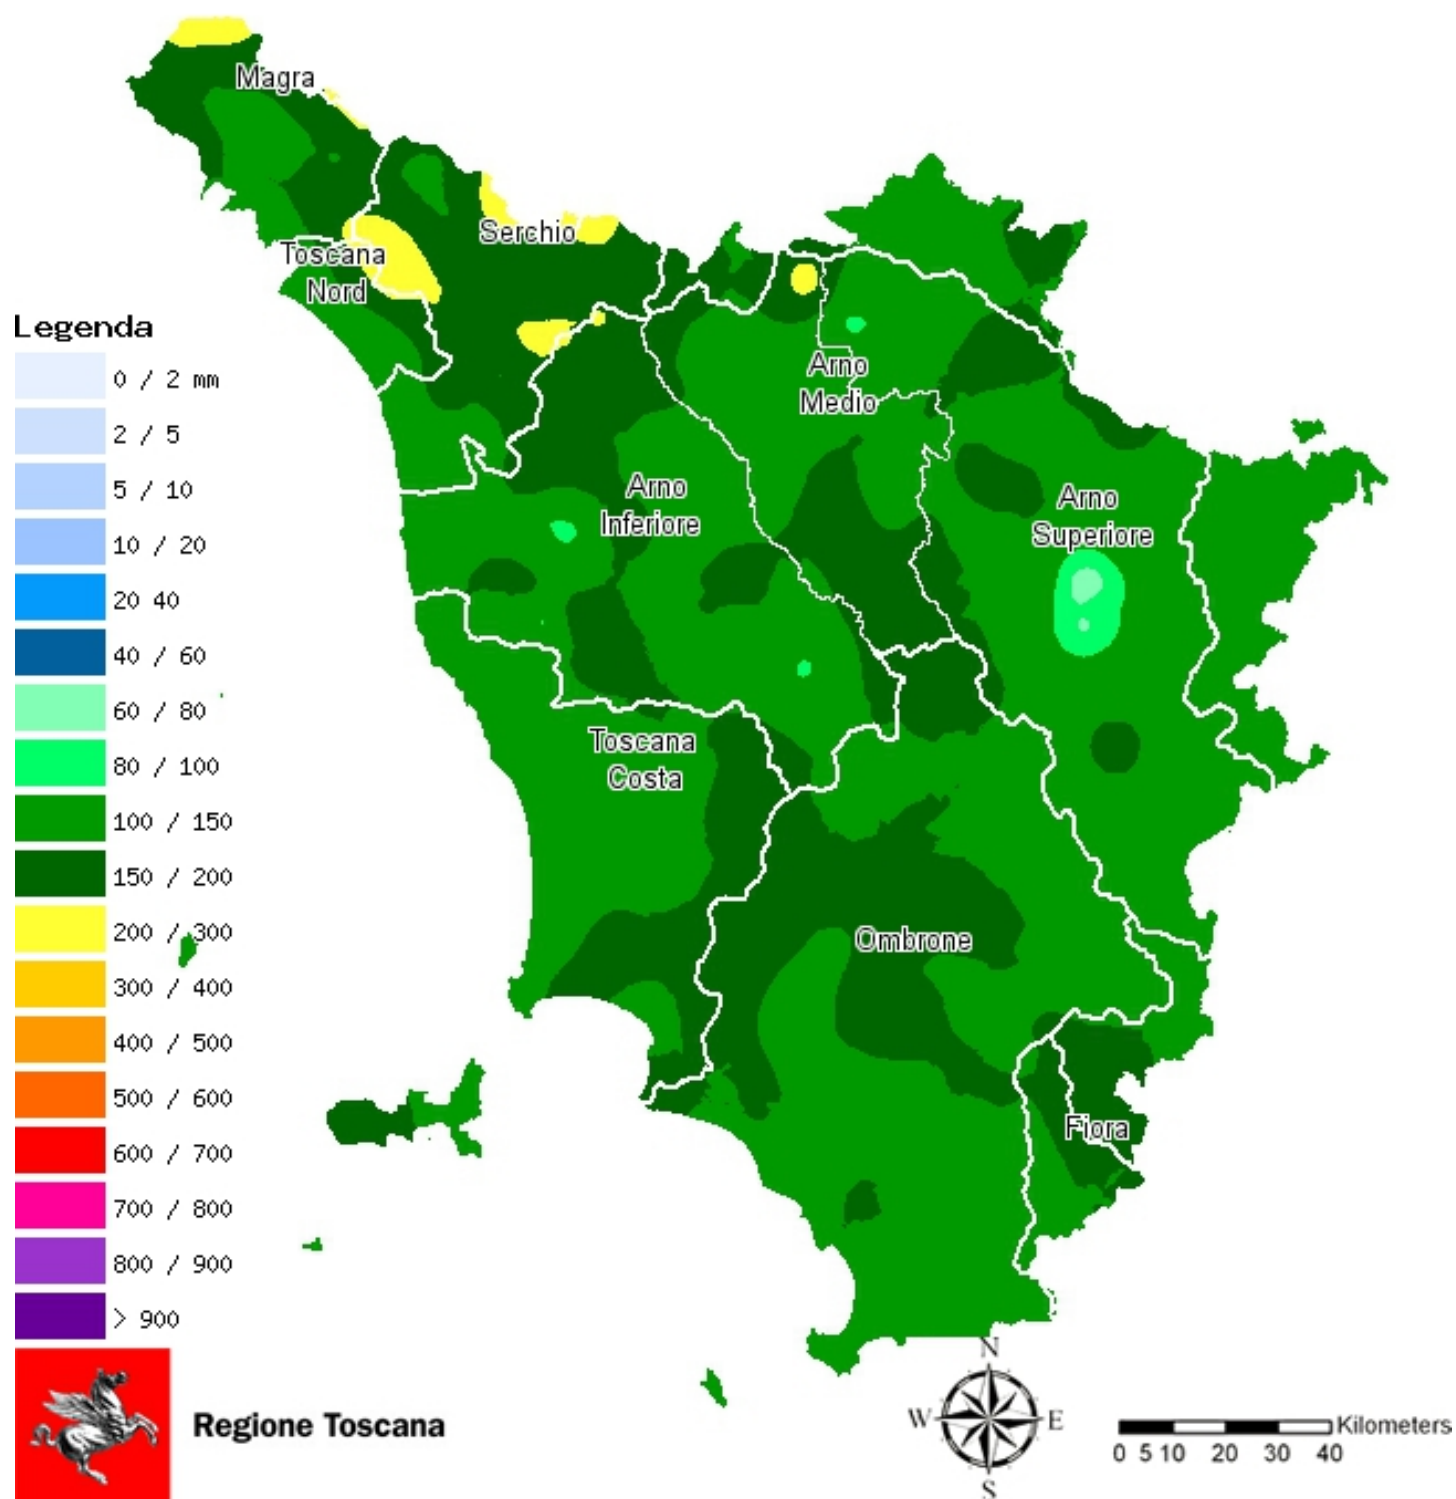 Magra
Serchio
Toscana
Nord
Legenda
0 / 2 mm
2 / 5
5 / 10
10 / 20
20 40
40 / 60
60 / 80
80 / 100
100 / 150
150 / 200
200 / 300
300 / 400
400 / 500
500 / 600
600 / 700
700 / 800
800 / 900
> 900
Arno
Medio
Arno
Inferiore
Arno
Superiore
Toscana
Costa
Ombrone
Fiora
Regione Toscana
N
W
E
S
Kilometers
0 5 10 20 30 40